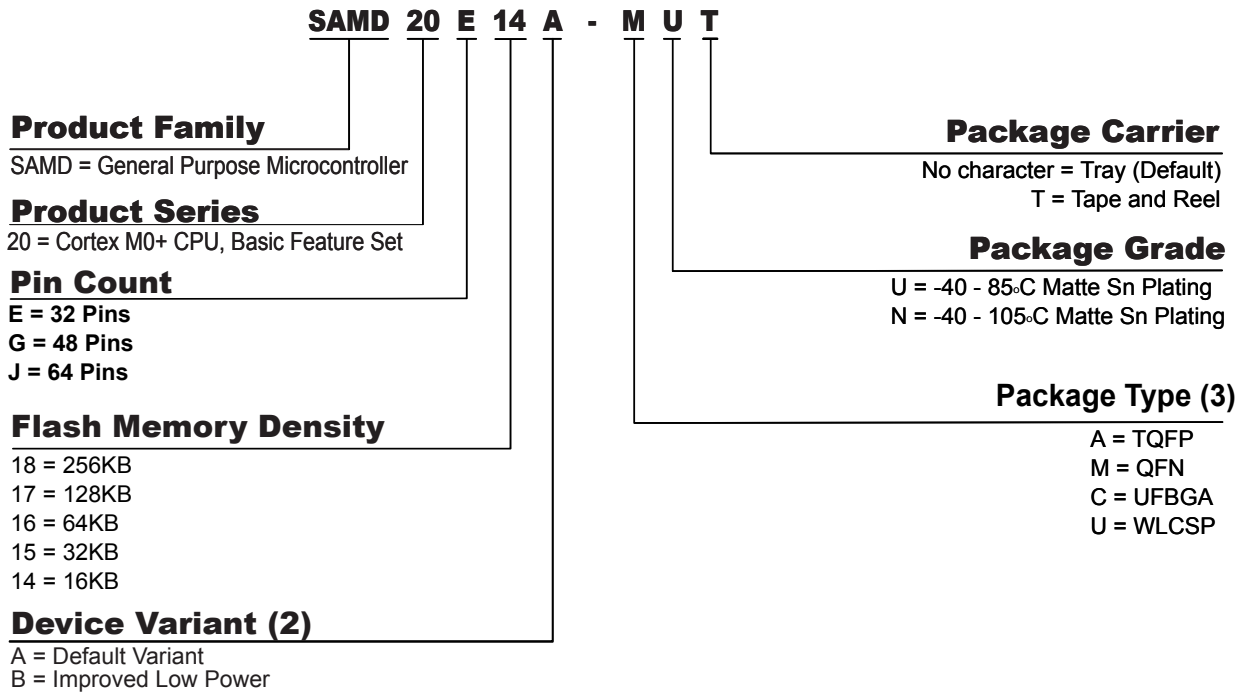 SAMD 20 E 14 A - M U T
Product Family
SAMD = General Purpose Microcontroller
Product Series
20 = Cortex M0+ CPU, Basic Feature Set
Pin Count
E = 32 Pins
G = 48 Pins
J = 64 Pins
Flash Memory Density
18 = 256KB
17 = 128KB
16 = 64KB
15 = 32KB
14 = 16KB
Device Variant (2)
A = Default Variant
B = Improved Low Power
Package Carrier
No character = Tray (Default)
T = Tape and Reel
Package Grade
U = -40 - 85°C Matte Sn Plating
N = -40 - 105°C Matte Sn Plating
Package Type (3)
A = TQFP
M = QFN
C = UFBGA
U = WLCSP